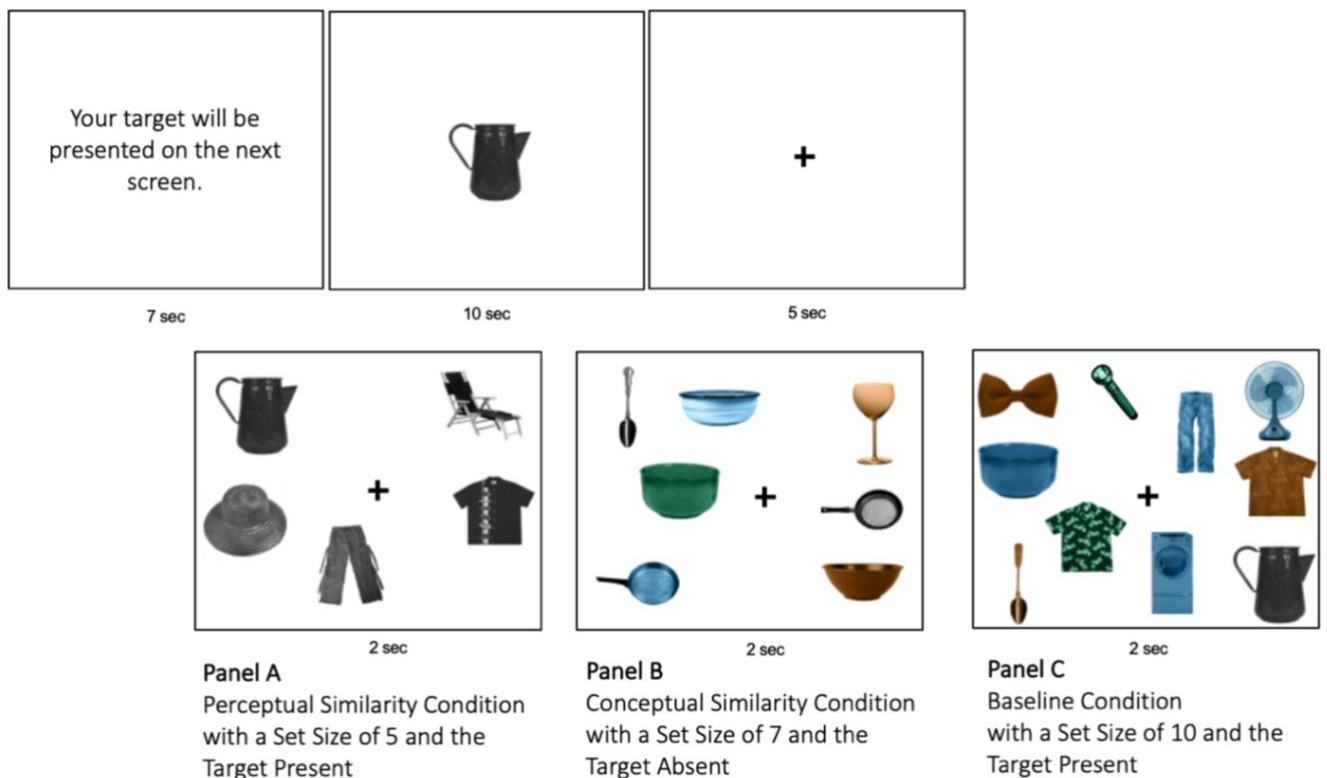 Your target will be
presented on the next
screen.
+
7 sec
10 sec
5 sec
+
+
+
2 sec
2 sec
2 sec
Panel A
Perceptual Similarity Condition
with a Set Size of 5 and the
Target Present
Panel B
Conceptual Similarity Condition
with a Set Size of 7 and the
Target Absent
Panel C
Baseline Condition
with a Set Size of 10 and the
Target Present